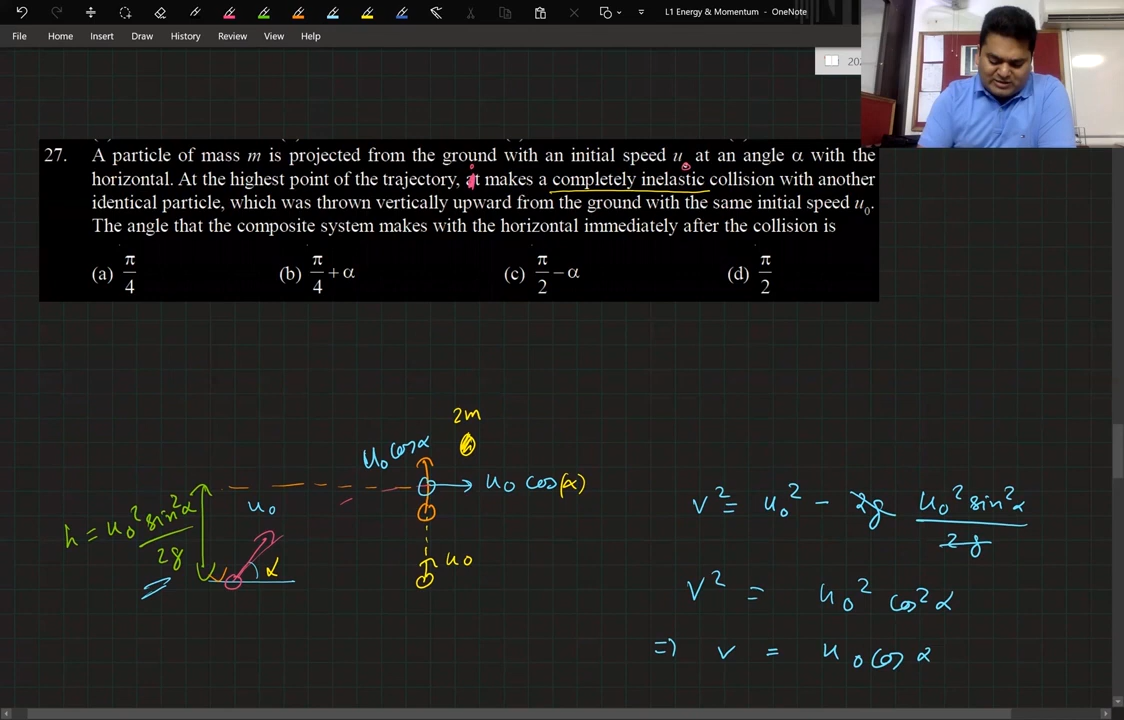 L1 Energy & Momentum - OneNote
File Home Insert Draw History Review View Help
27. A particle of mass m is projected from the ground with an initial speed u₀ at an angle α with the
horizontal. At the highest point of the trajectory, it makes a completely inelastic collision with another
identical particle, which was thrown vertically upward from the ground with the same initial speed u₀.
The angle that the composite system makes with the horizontal immediately after the collision is
(a) π/4 (b) π/4 + α (c) π/2 − α (d) π/2
2m
u₀ cosα
u₀ cos(α)
u₀
h = u₀² sin²α / 2g
α
u₀
v² = u₀² − 2g u₀² sin²α / 2g
v² = u₀² cos²α
⇒ v = u₀ cos α